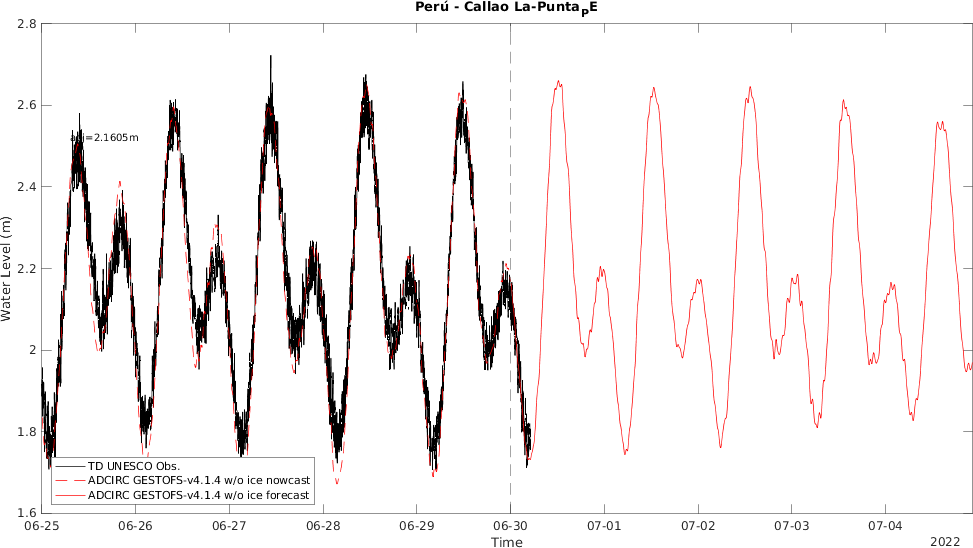 Perú - Callao La-PuntaPE
2.8
2.6
2.4
2.2
2
1.8
1.6
Water Level (m)
=2.1605m
TD UNESCO Obs.
ADCIRC GESTOFS-v4.1.4 w/o ice nowcast
ADCIRC GESTOFS-v4.1.4 w/o ice forecast
06-25 06-26 06-27 06-28 06-29 06-30 07-01 07-02 07-03 07-04
Time
2022